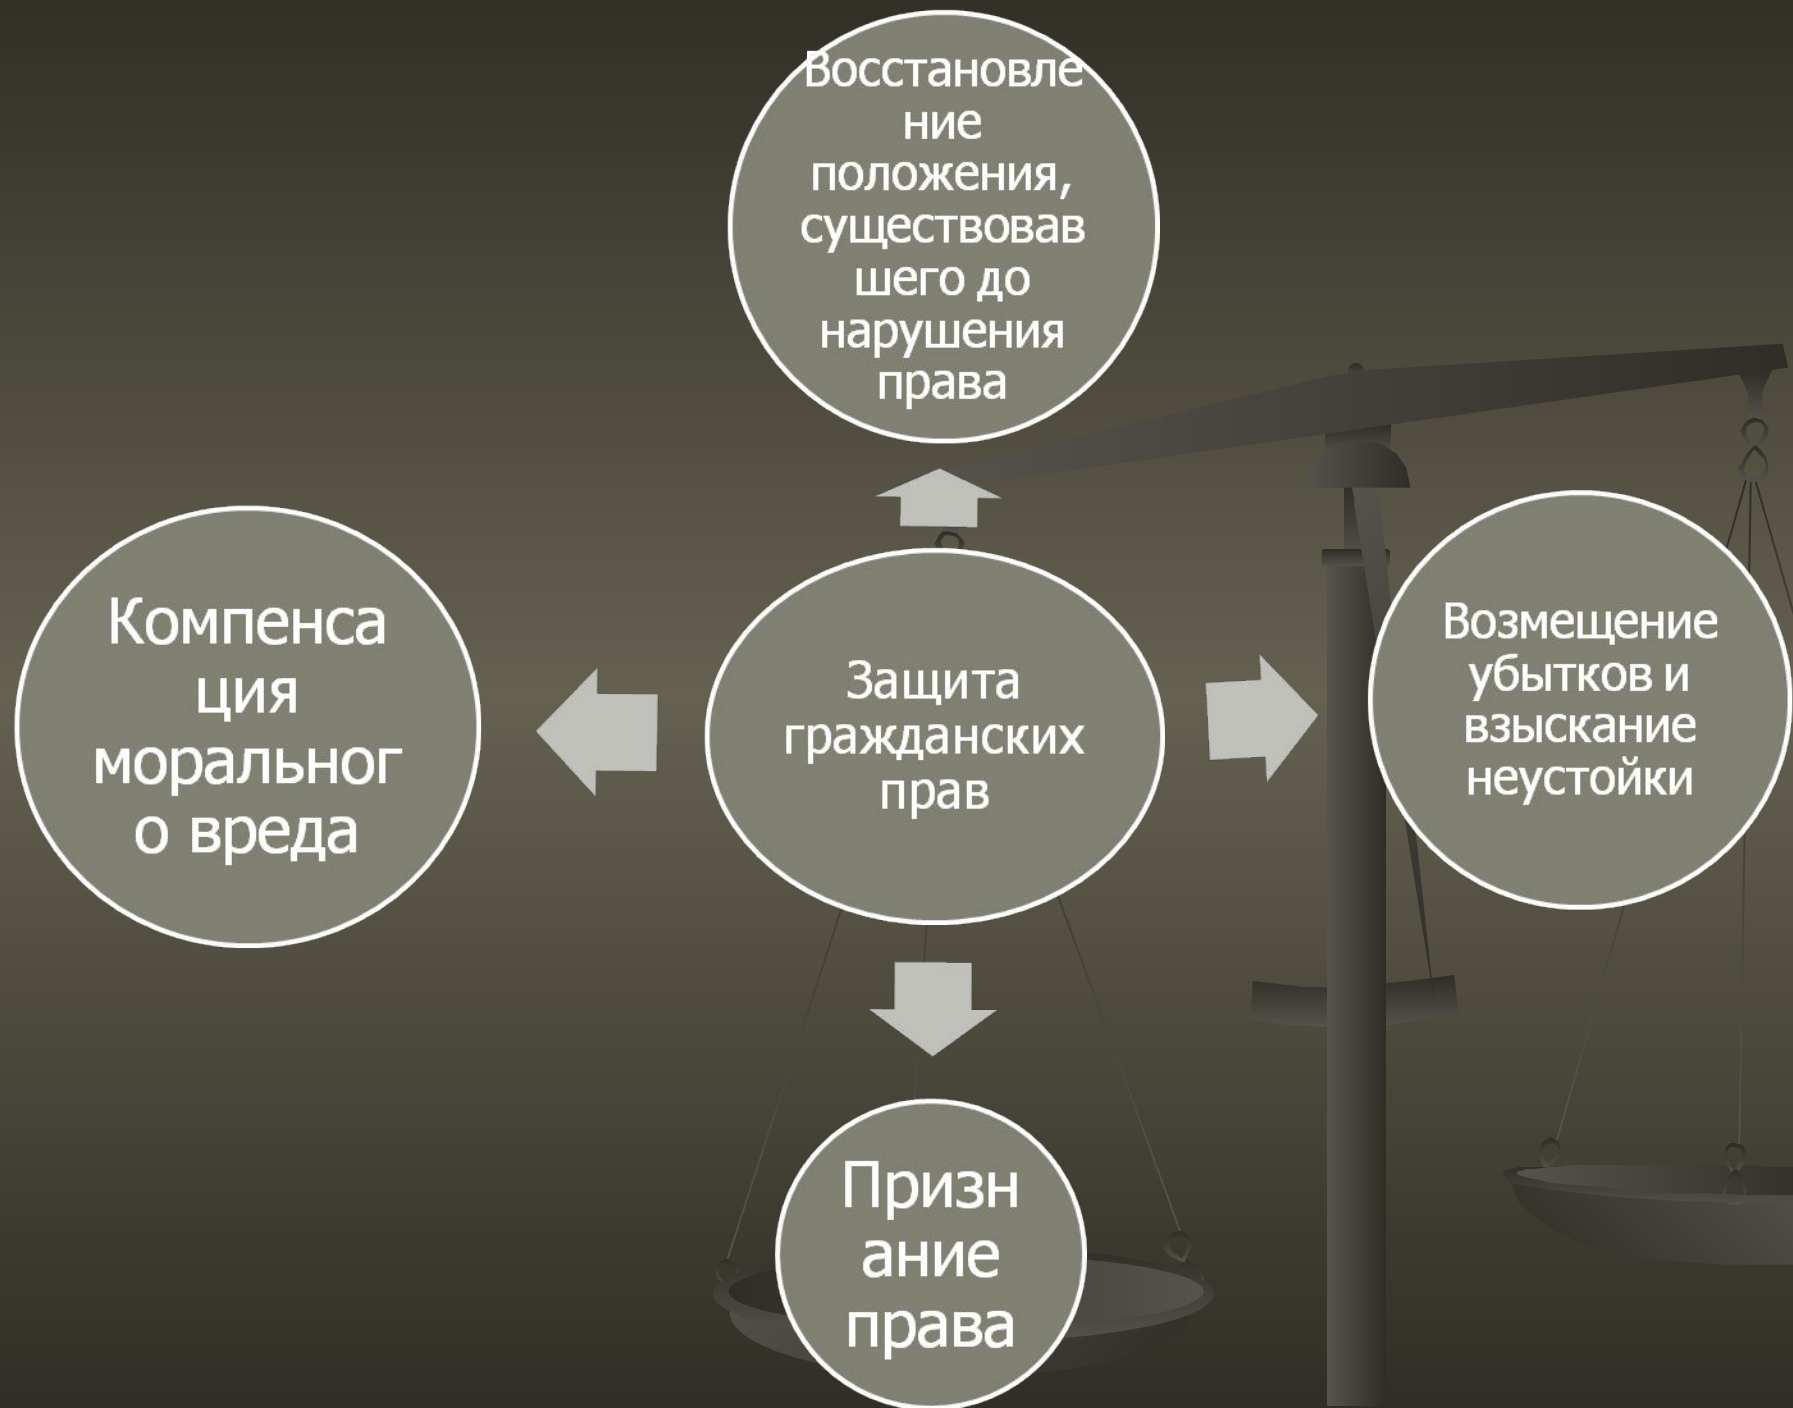 Восстановле
ние
положения,
существовав
шего до
нарушения
права
Компенса
ция
моральног
о вреда
Защита
гражданских
прав
Возмещение
убытков и
взыскание
неустойки
Призн
ание
права